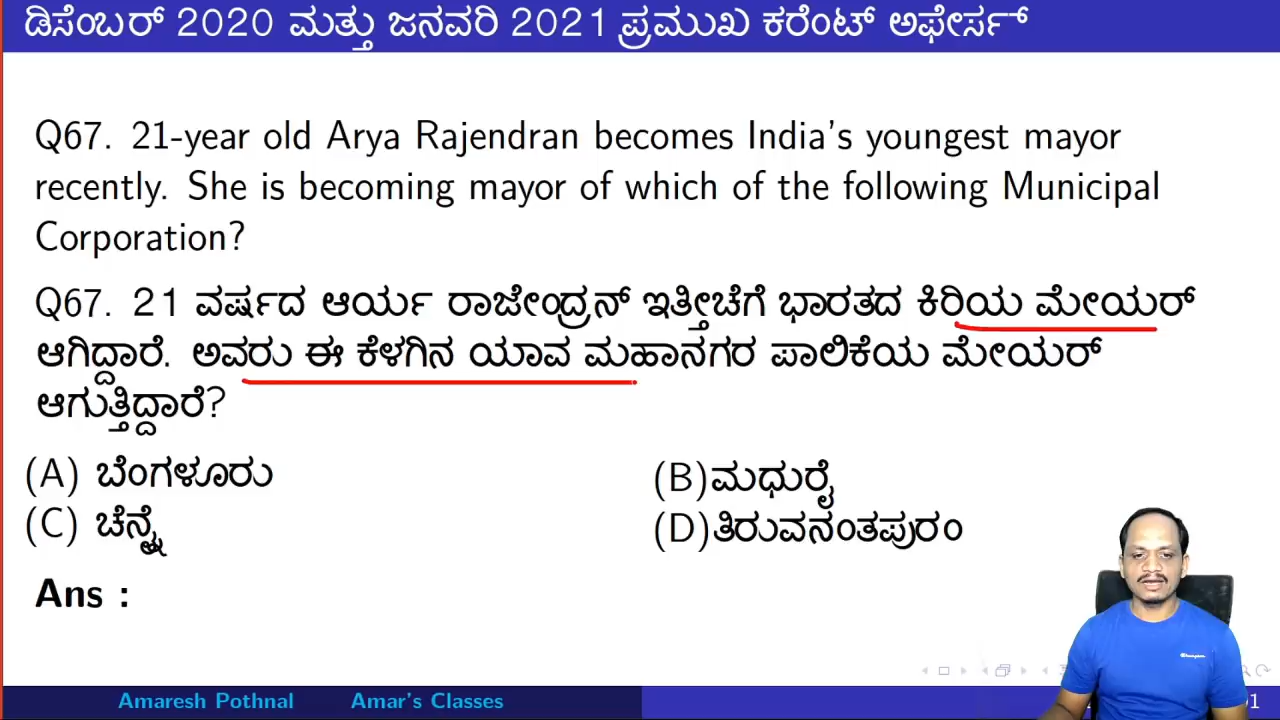 ಡಿಸೆಂಬರ್ 2020 ಮತ್ತು ಜನವರಿ 2021 ಪ್ರಮುಖ ಕರೆಂಟ್ ಅಫೇರ್ಸ್
Q67. 21-year old Arya Rajendran becomes India's youngest mayor
recently. She is becoming mayor of which of the following Municipal
Corporation?
Q67. 21 ವರ್ಷದ ಆರ್ಯ ರಾಜೇಂದ್ರನ್ ಇತ್ತೀಚೆಗೆ ಭಾರತದ ಕಿರಿಯ ಮೇಯರ್
ಆಗಿದ್ದಾರೆ. ಅವರು ಈ ಕೆಳಗಿನ ಯಾವ ಮಹಾನಗರ ಪಾಲಿಕೆಯ ಮೇಯರ್
ಆಗುತ್ತಿದ್ದಾರೆ?
(A) ಬೆಂಗಳೂರು (B)ಮಧುರೈ
(C) ಚೆನ್ನೈ (D)ತಿರುವನಂತಪುರಂ
Ans :
Amaresh Pothnal Amar's Classes